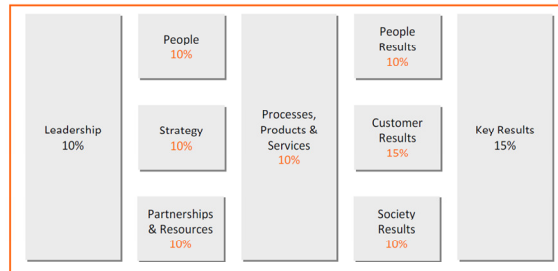 Leadership
10%
People
10%
Strategy
10%
Partnerships
& Resources
10%
Processes,
Products &
Services
10%
People
Results
10%
Customer
Results
15%
Society
Results
10%
Key Results
15%